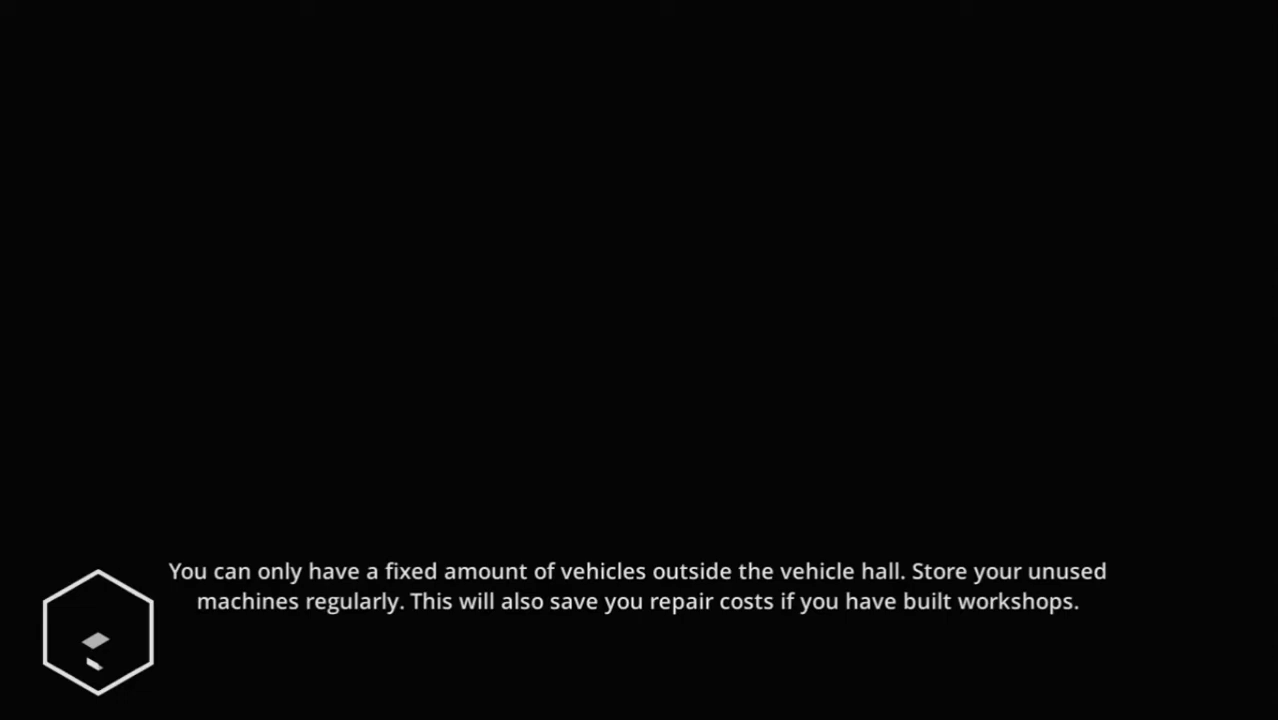 You can only have a fixed amount of vehicles outside the vehicle hall. Store your unused
machines regularly. This will also save you repair costs if you have built workshops.